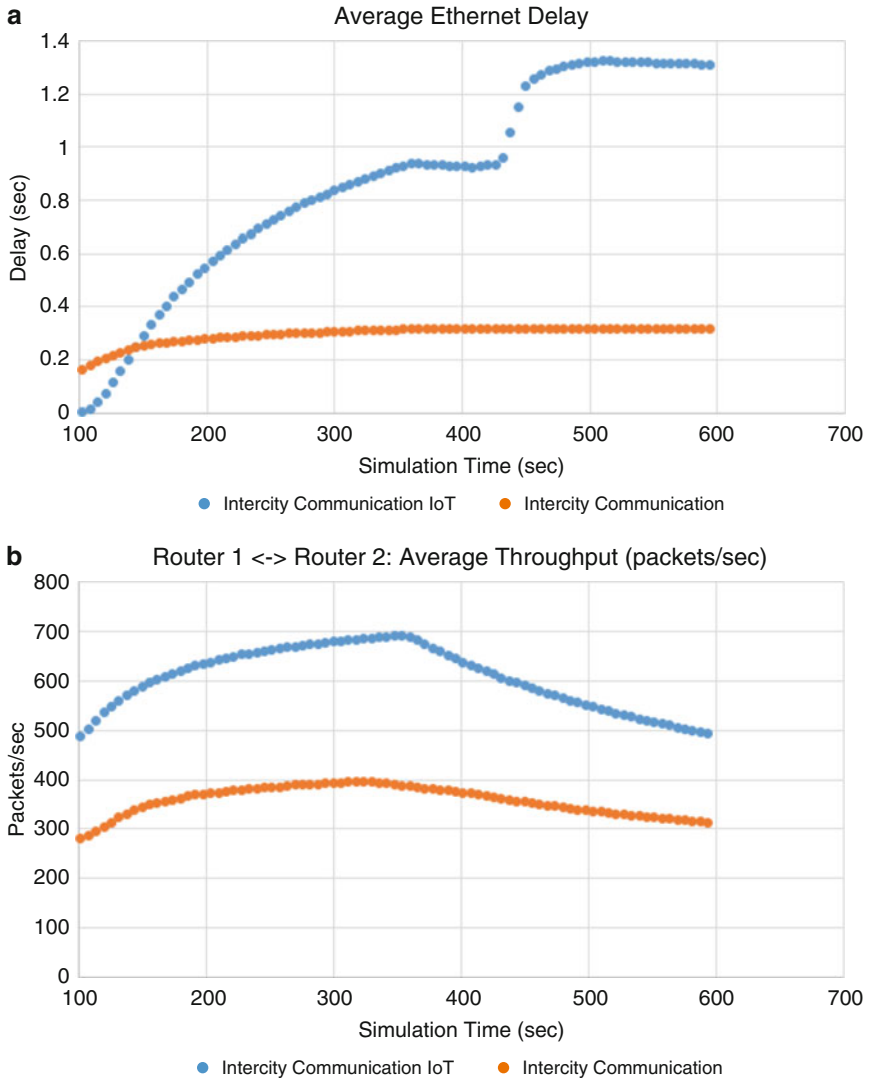 a
Average Ethernet Delay
1.4
1.2
1
0.8
0.6
0.4
0.2
0
Delay (sec)
100 200 300 400 500 600 700
Simulation Time (sec)
Intercity Communication IoT Intercity Communication
b
Router 1 <-> Router 2: Average Throughput (packets/sec)
800
700
600
500
400
300
200
100
0
Packets/sec
100 200 300 400 500 600 700
Simulation Time (sec)
Intercity Communication IoT Intercity Communication